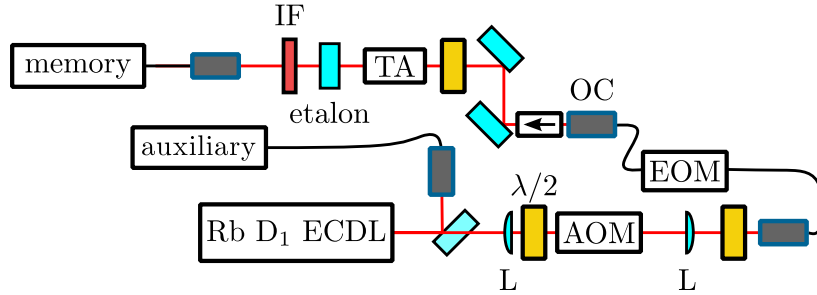 IF
memory
TA
OC
etalon
auxiliary
EOM
λ/2
Rb D₁ ECDL
AOM
L
L